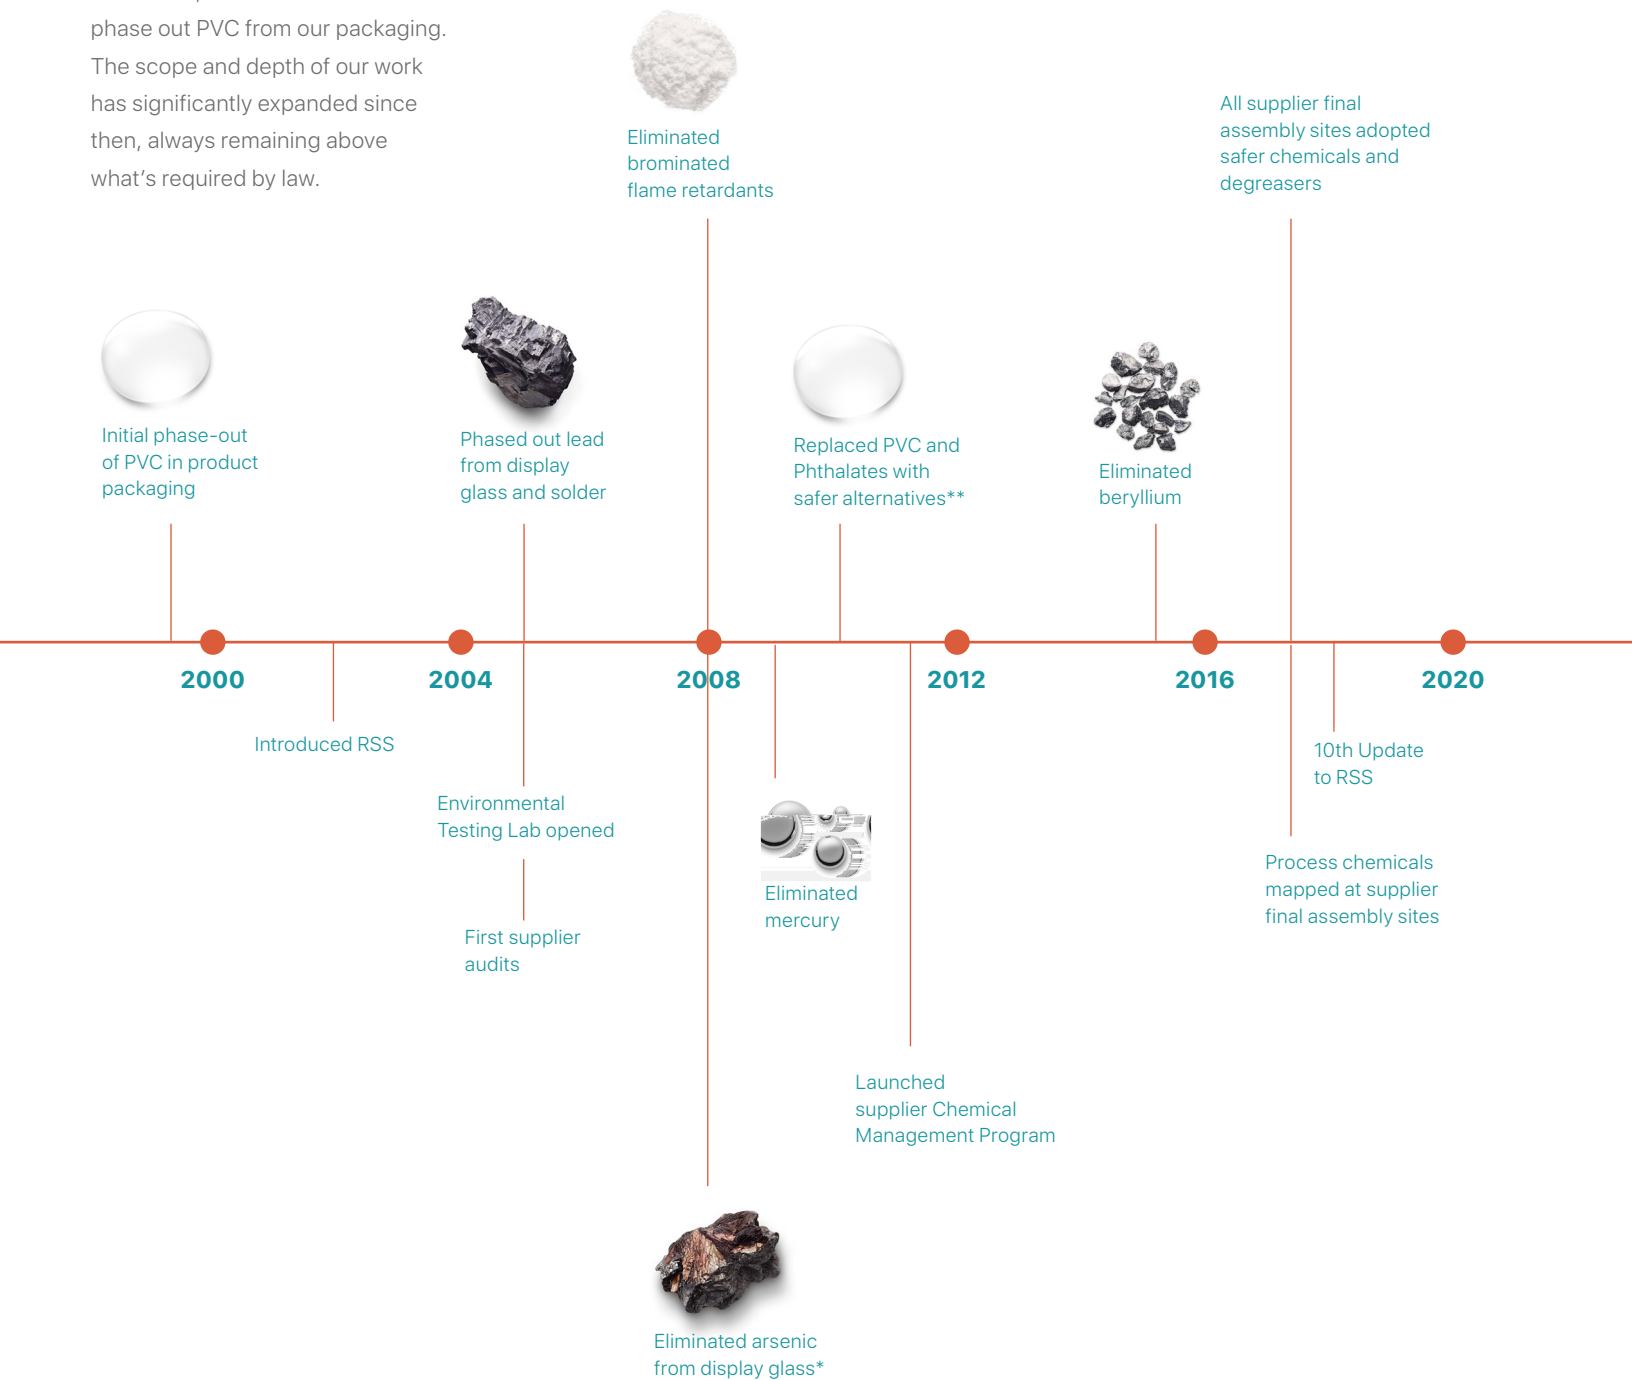 phase out PVC from our packaging.
The scope and depth of our work
has significantly expanded since
then, always remaining above
what's required by law.
Eliminated
brominated
flame retardants
All supplier final
assembly sites adopted
safer chemicals and
degreasers
Initial phase-out
of PVC in product
packaging
Phased out lead
from display
glass and solder
Replaced PVC and
Phthalates with
safer alternatives**
Eliminated
beryllium
2000
2004
2008
2012
2016
2020
Introduced RSS
Environmental
Testing Lab opened
First supplier
audits
Eliminated
mercury
10th Update
to RSS
Process chemicals
mapped at supplier
final assembly sites
Launched
supplier Chemical
Management Program
Eliminated arsenic
from display glass*